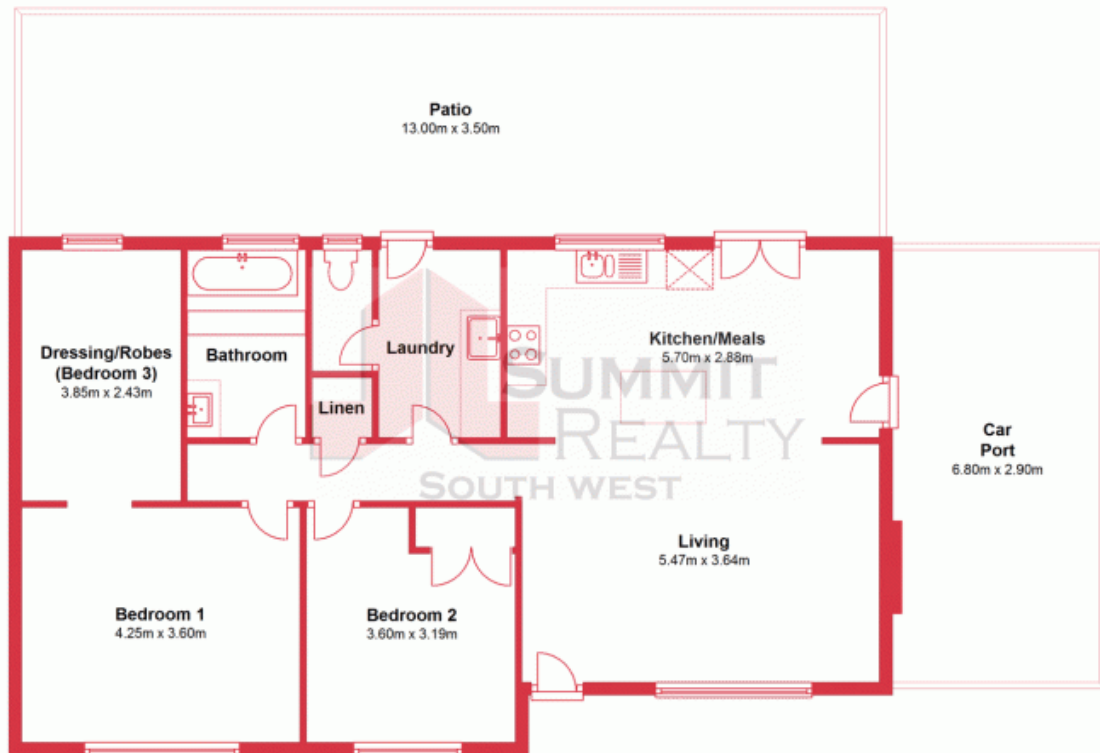 Patio
13.00m x 3.50m
Dressing/Robes
(Bedroom 3)
3.85m x 2.43m
Bathroom
Linen
Laundry
Kitchen/Meals
5.70m x 2.88m
SUMMIT
REALTY
SOUTH WEST
Car
Port
6.80m x 2.90m
Living
5.47m x 3.64m
Bedroom 1
4.25m x 3.60m
Bedroom 2
3.60m x 3.19m